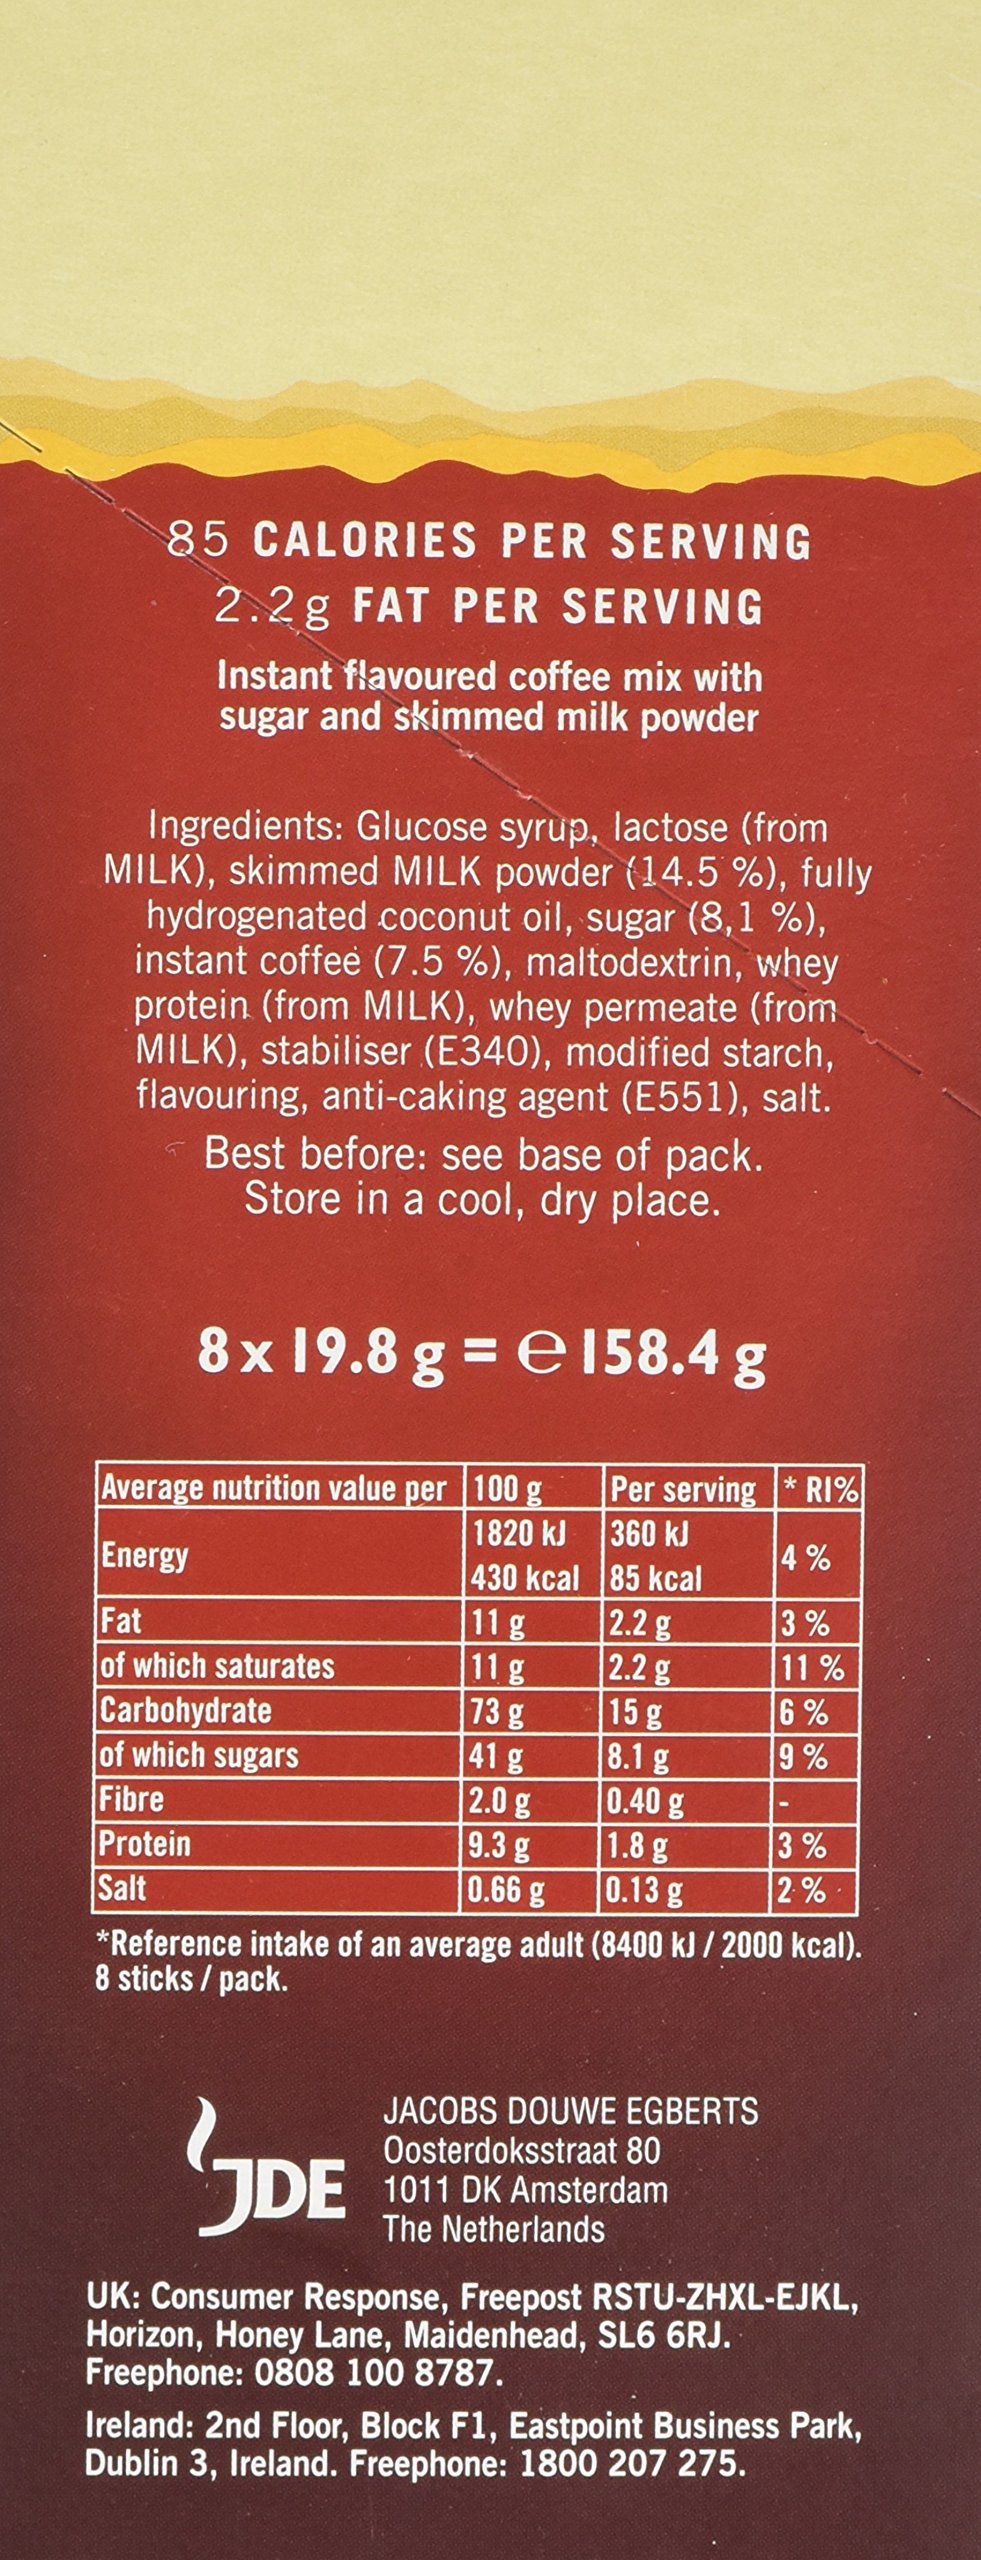 85 CALORIES PER SERVING
2.2g FAT PER SERVING
Instant flavoured coffee mix with
sugar and skimmed milk powder
Ingredients: Glucose syrup, lactose (from
MILK), skimmed MILK powder (14.5 %), fully
hydrogenated coconut oil, sugar (8,1 %),
instant coffee (7.5 %), maltodextrin, whey
protein (from MILK), whey permeate (from
MILK), stabiliser (E340), modified starch,
flavouring, anti-caking agent (E551), salt.
Best before: see base of pack.
Store in a cool, dry place.
8 x 19.8 g = e 158.4 g
Average nutrition value per 100 g Per serving * RI%
Energy 1820 kJ 360 kJ 4 %
430 kcal 85 kcal
Fat 11 g 2.2 g 3 %
of which saturates 11 g 2.2 g 11 %
Carbohydrate 73 g 15 g 6 %
of which sugars 41 g 8.1 g 9 %
Fibre 2.0 g 0.40 g -
Protein 9.3 g 1.8 g 3 %
Salt 0.66 g 0.13 g 2 %
*Reference intake of an average adult (8400 kJ / 2000 kcal).
8 sticks / pack.
JDE
JACOBS DOUWE EGBERTS
Oosterdoksstraat 80
1011 DK Amsterdam
The Netherlands
UK: Consumer Response, Freepost RSTU-ZHXL-EJKL,
Horizon, Honey Lane, Maidenhead, SL6 6RJ.
Freephone: 0808 100 8787.
Ireland: 2nd Floor, Block F1, Eastpoint Business Park,
Dublin 3, Ireland. Freephone: 1800 207 275.